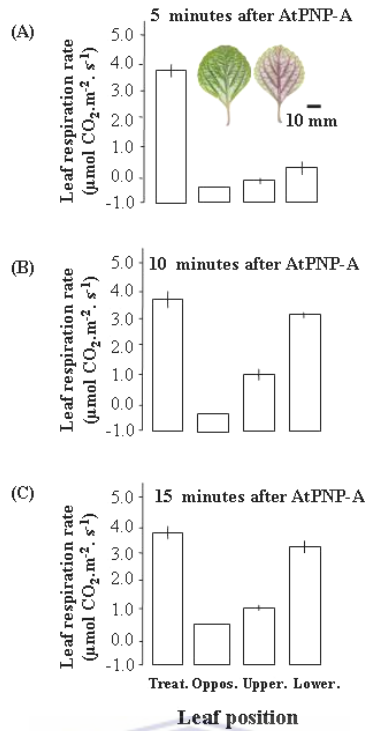 (A)
5 minutes after AtPNP-A
Leaf respiration rate
(µmol CO₂.m⁻². s⁻¹)
5.0
4.0
3.0
2.0
1.0
0.0
-1.0
10 mm
(B)
10 minutes after AtPNP-A
Leaf respiration rate
(µmol CO₂.m⁻². s⁻¹)
5.0
4.0
3.0
2.0
1.0
0.0
-1.0
(C)
15 minutes after AtPNP-A
Leaf respiration rate
(µmol CO₂.m⁻². s⁻¹)
5.0
4.0
3.0
2.0
1.0
0.0
-1.0
Treat. Oppos. Upper. Lower.
Leaf position